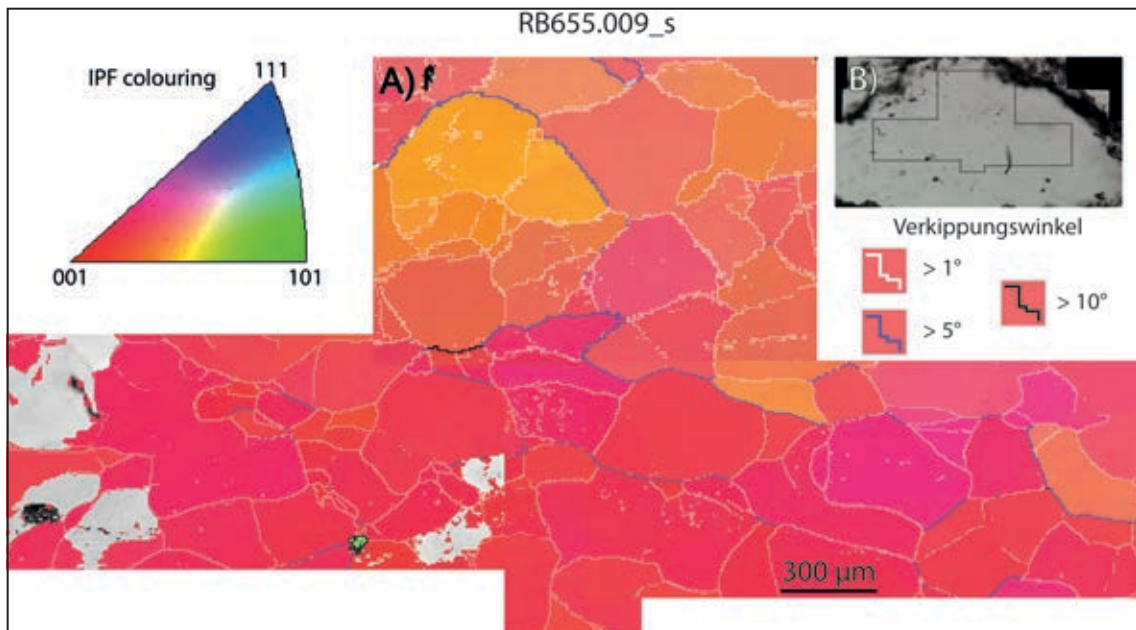 RB655.009_s
IPF colouring
111
001
101
A)
B)
Verkippungswinkel
> 1°
> 5°
> 10°
300 µm